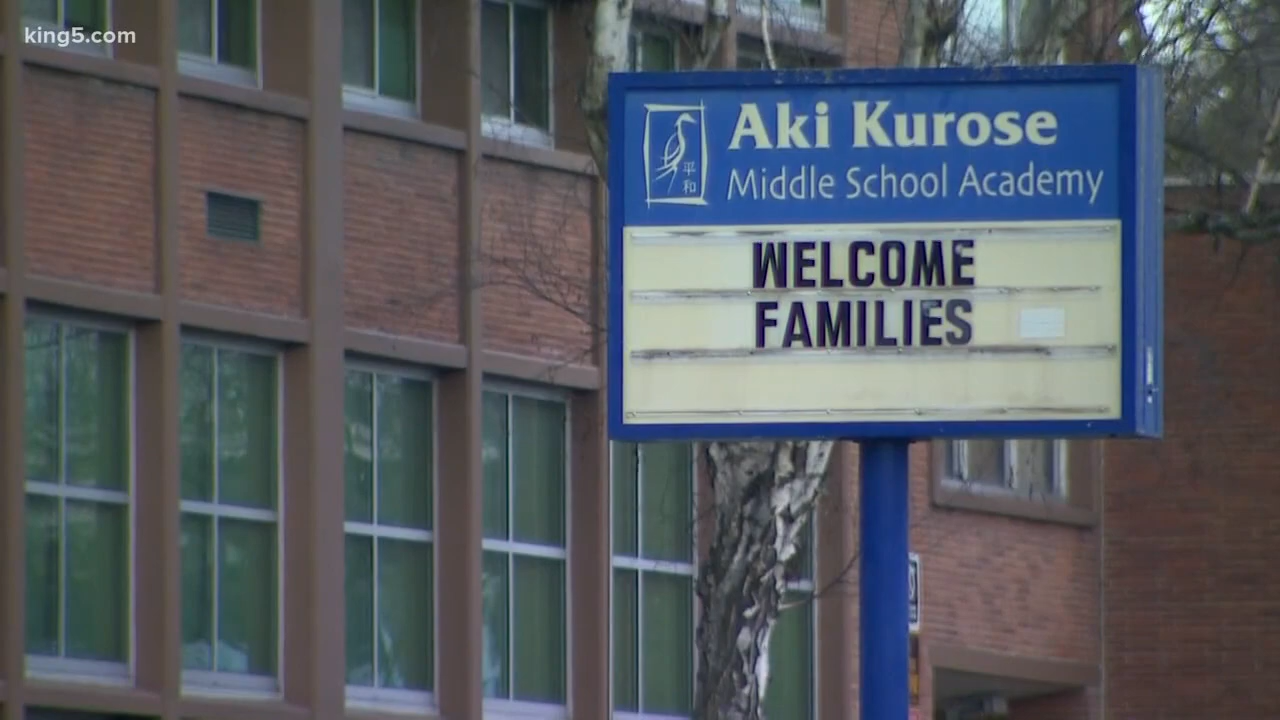 king5.com
Aki Kurose
Middle School Academy
平
和
WELCOME
FAMILIES